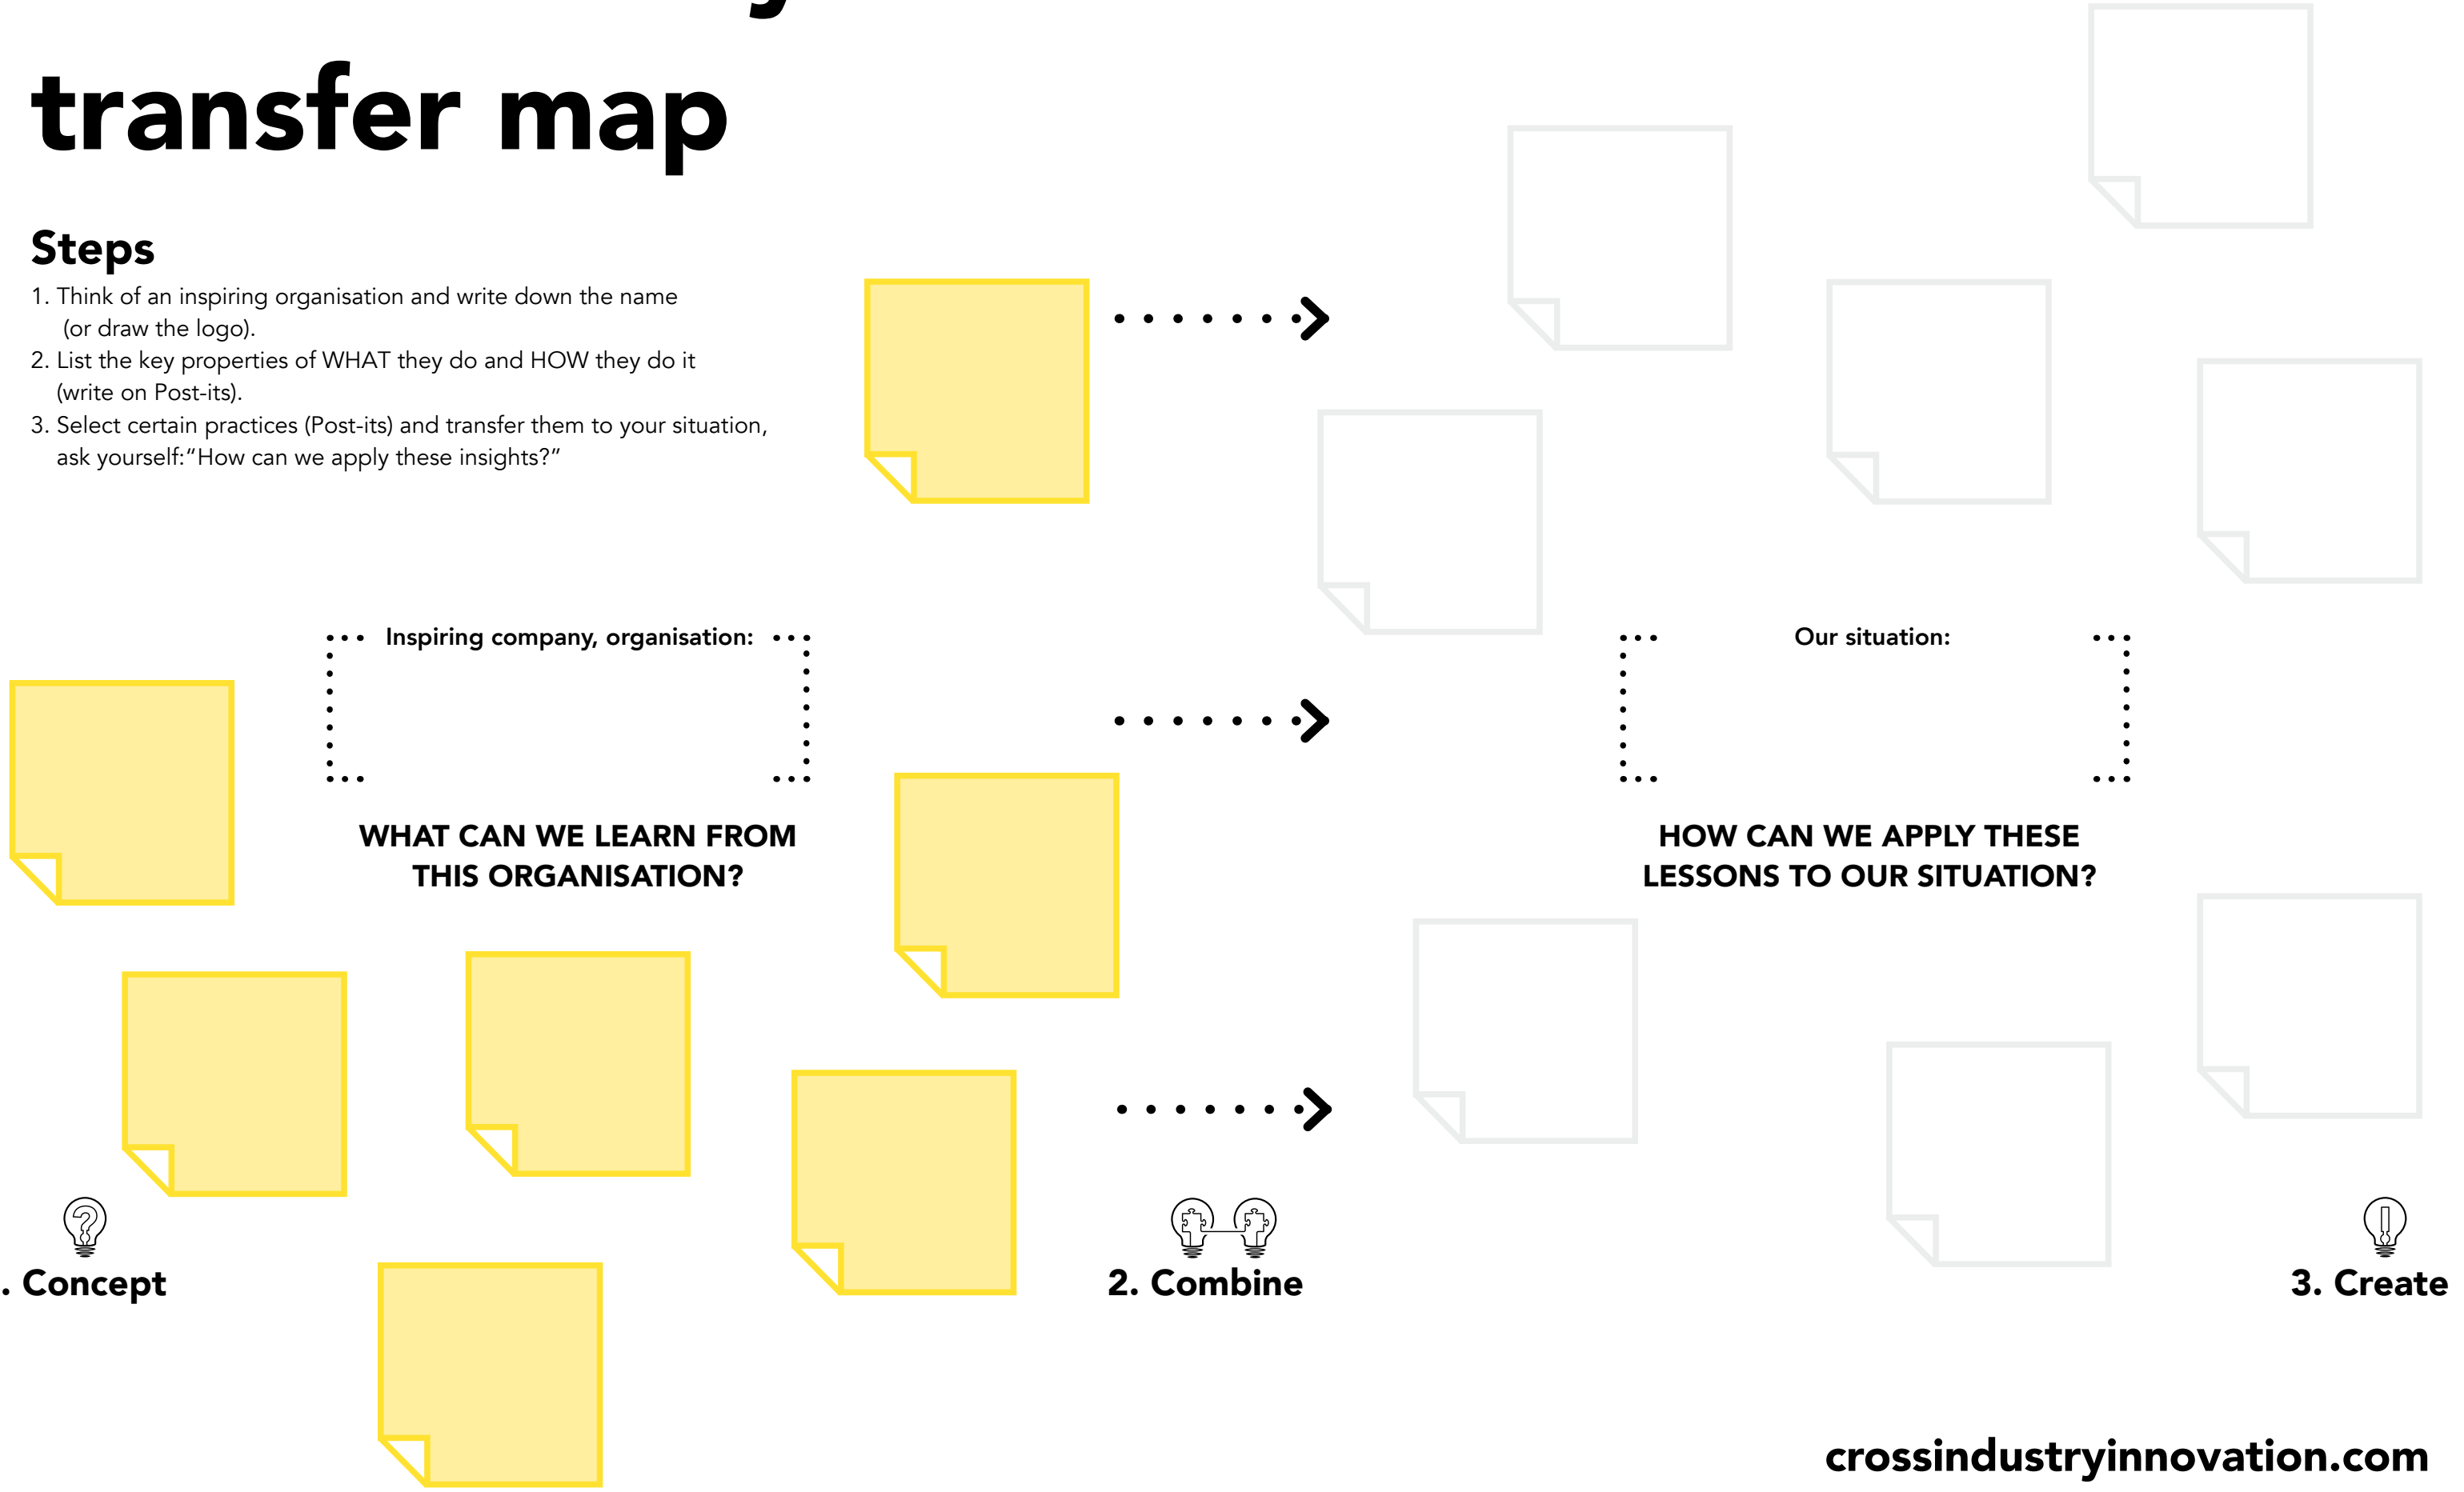 transfer map
Steps
1. Think of an inspiring organisation and write down the name
(or draw the logo).
2. List the key properties of WHAT they do and HOW they do it
(write on Post-its).
3. Select certain practices (Post-its) and transfer them to your situation,
ask yourself:“How can we apply these insights?”
Inspiring company, organisation:
WHAT CAN WE LEARN FROM
THIS ORGANISATION?
Our situation:
HOW CAN WE APPLY THESE
LESSONS TO OUR SITUATION?
. Concept
2. Combine
3. Create
crossindustryinnovation.com